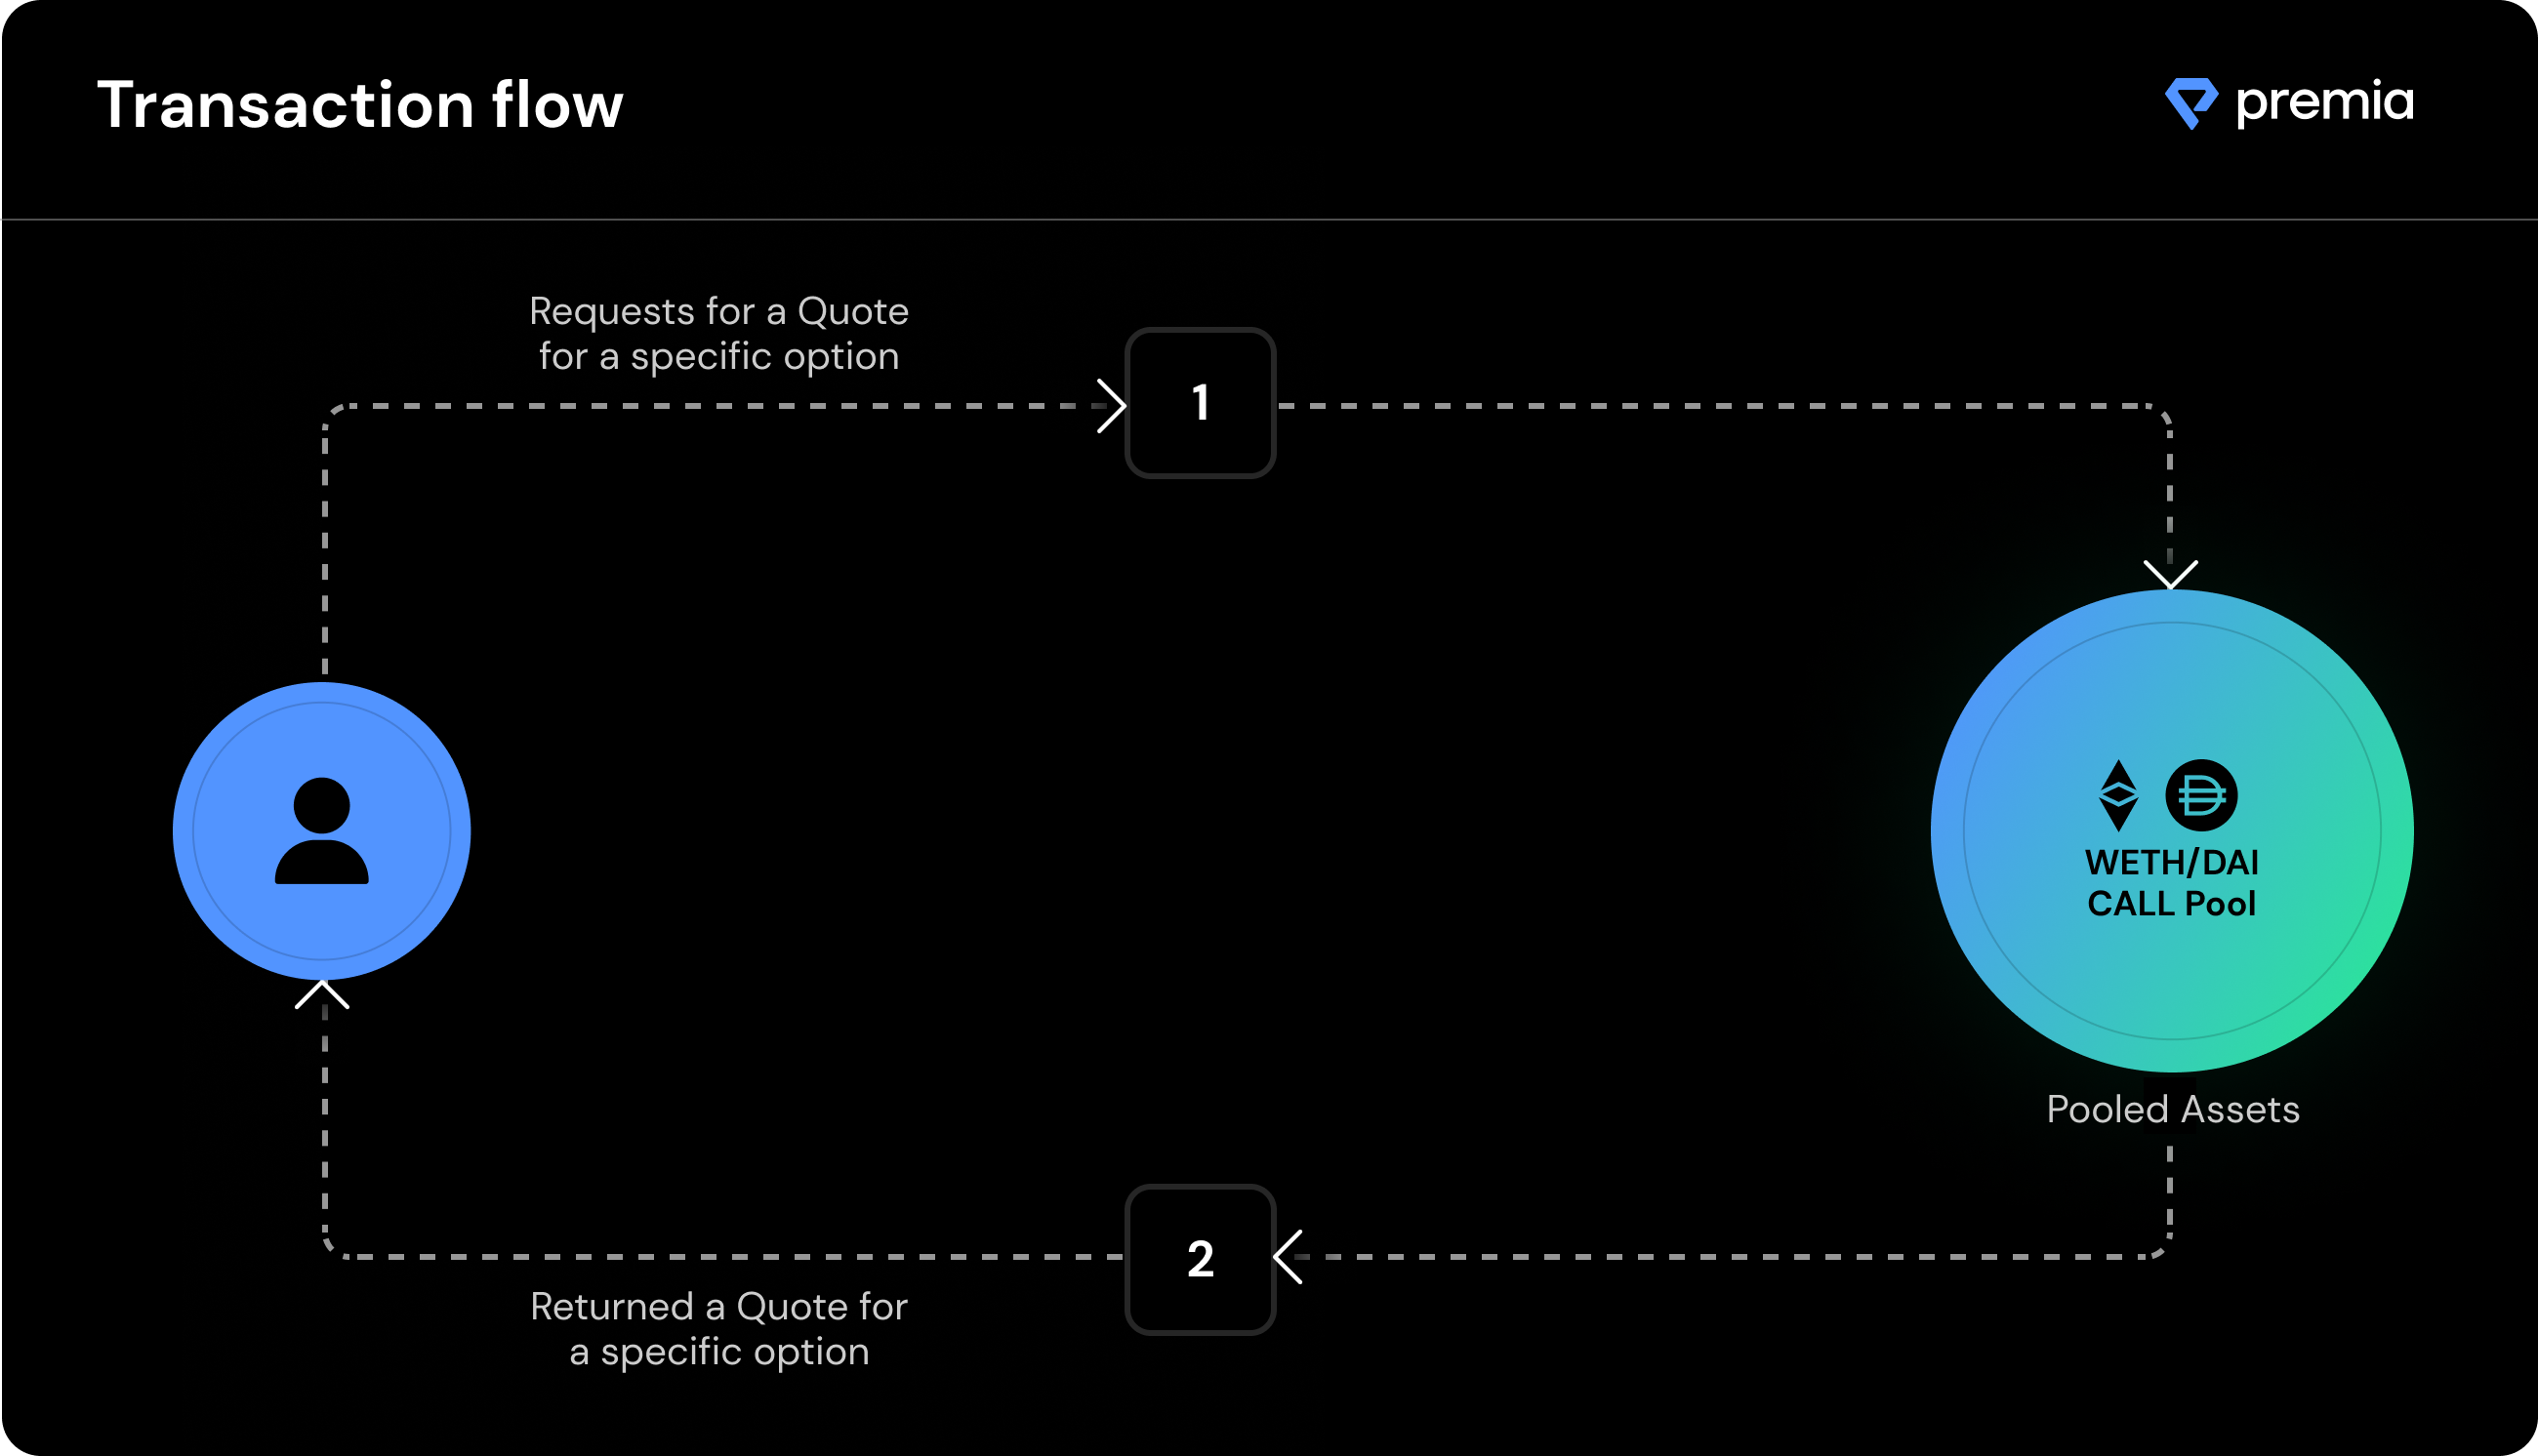 Transaction flow
premia
Requests for a Quote
for a specific option
1
WETH/DAI
CALL Pool
Pooled Assets
2
Returned a Quote for
a specific option